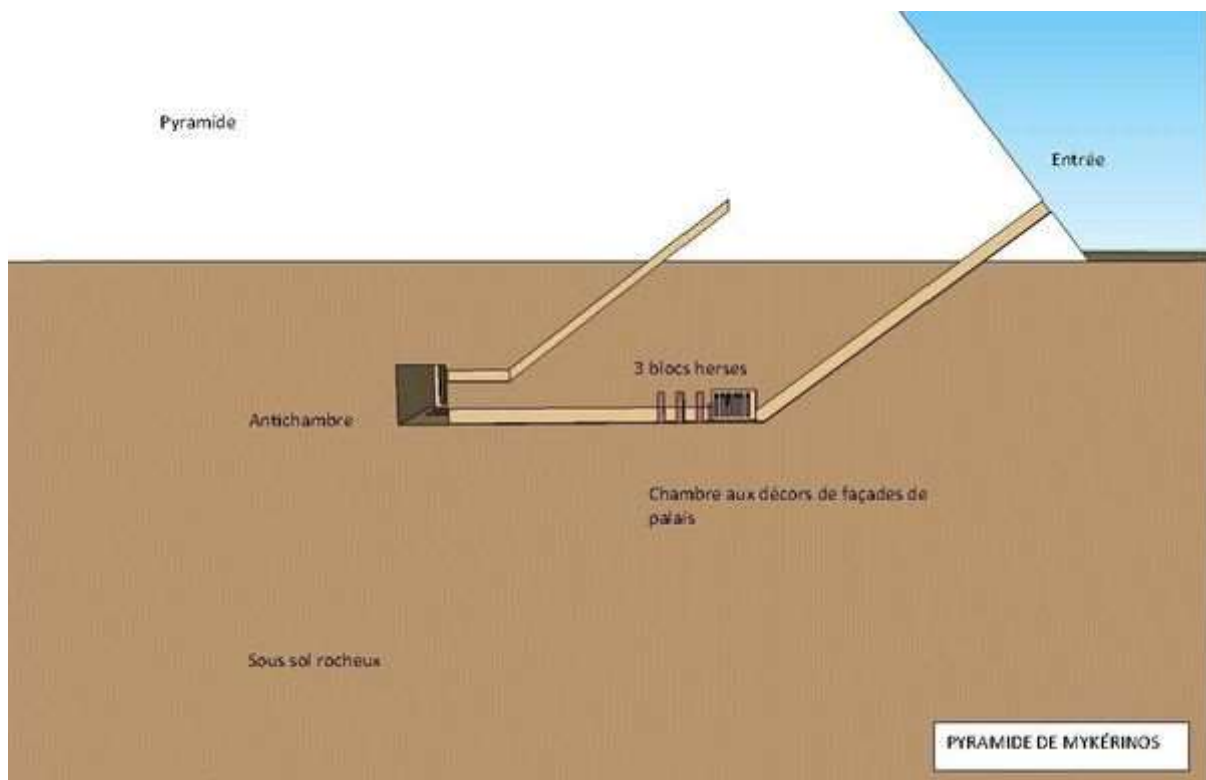 Pyramide
Entrée
3 blocs herses
Antichambre
Chambre aux décors de façades de
palais
Sous sol rocheux
PYRAMIDE DE MYKÉRINOS